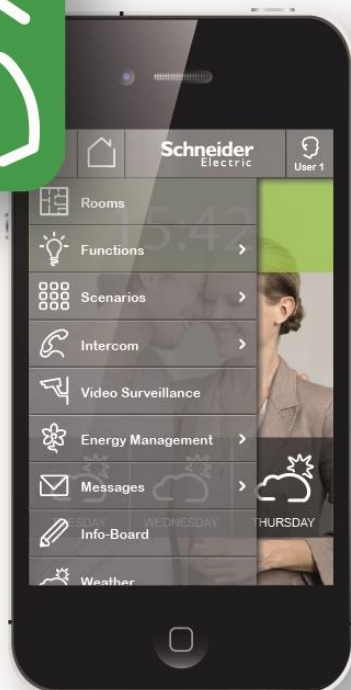 Schneider
Electric
User 1
Rooms
15:42
Functions
Scenarios
Intercom
Video Surveillance
Energy Management
Messages
WEDNESDAY
THURSDAY
Info-Board
Weather